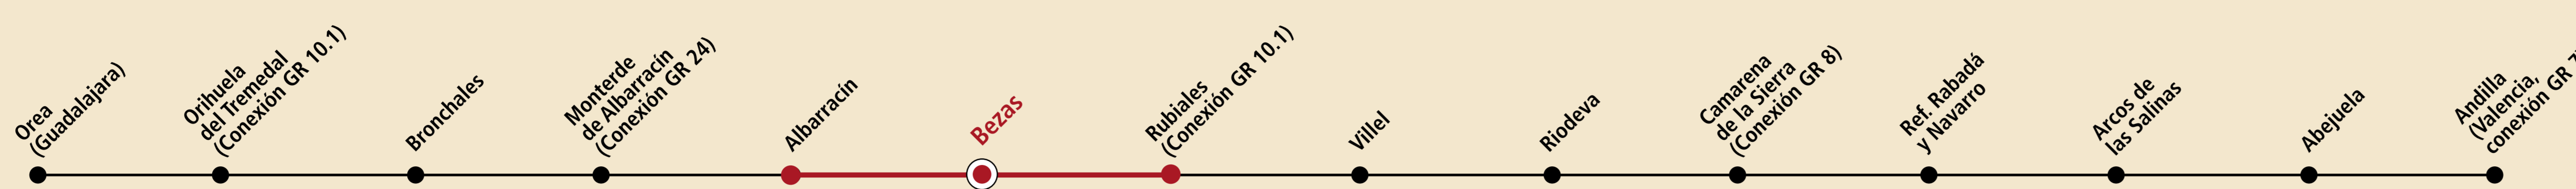 Orea
(Guadalajara)
Orihuela
del Tremedal
(Conexión GR 10.1)
Bronchales
Monterde
de Albarracín
(Conexión GR 24)
Albarracín
Bezas
Rubiales
(Conexión GR 10.1)
Villel
Riodeva
Camarena
de la Sierra
(Conexión GR 8)
Ref. Rabadá
y Navarro
Arcos de
las Salinas
Abejuela
Andilla
(Valencia,
conexión GR 7